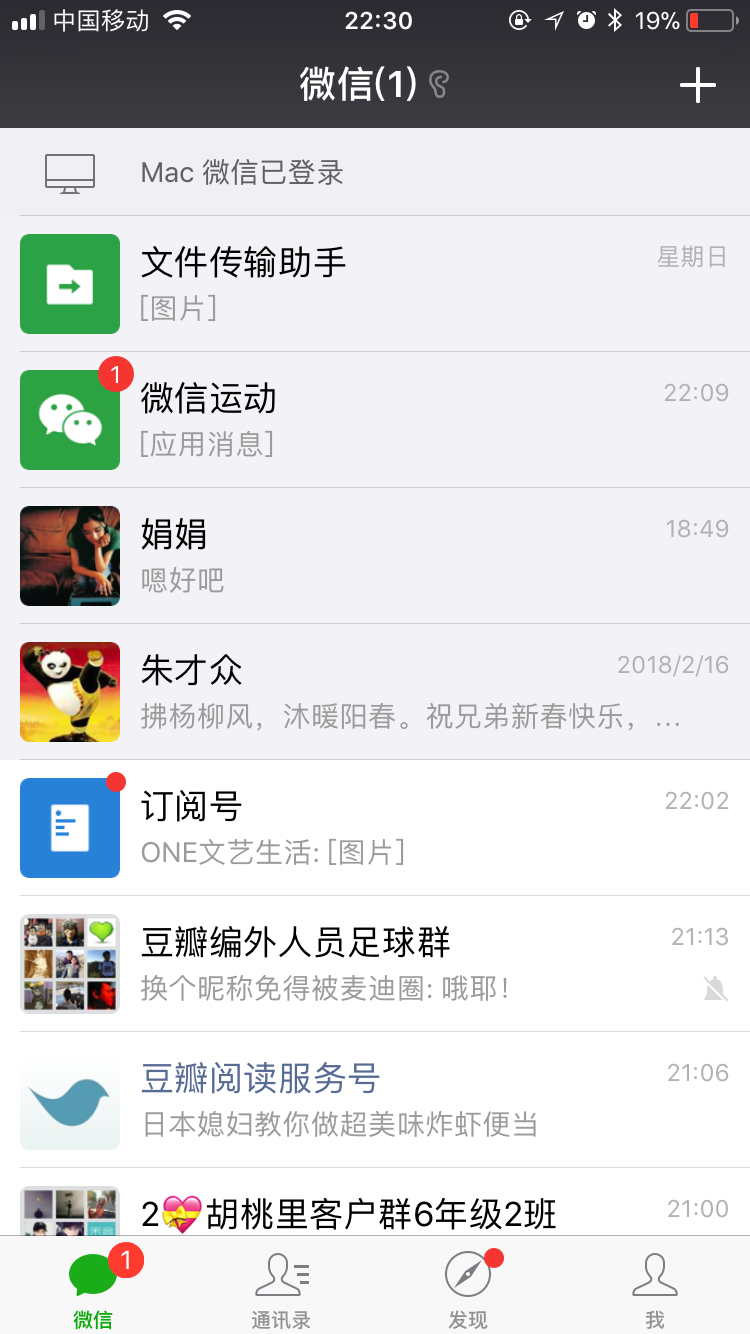 中国移动 22:30 19%
微信(1)
Mac 微信已登录
文件传输助手 星期日
[图片]
1
微信运动 22:09
[应用消息]
娟娟 18:49
嗯好吧
朱才众 2018/2/16
拂杨柳风，沐暖阳春。祝兄弟新春快乐，...
订阅号 22:02
ONE文艺生活: [图片]
豆瓣编外人员足球群 21:13
换个昵称免得被麦迪圈: 哦耶！
豆瓣阅读服务号 21:06
日本媳妇教你做超美味炸虾便当
2💝胡桃里客户群6年级2班 21:00
1
微信 通讯录 发现 我